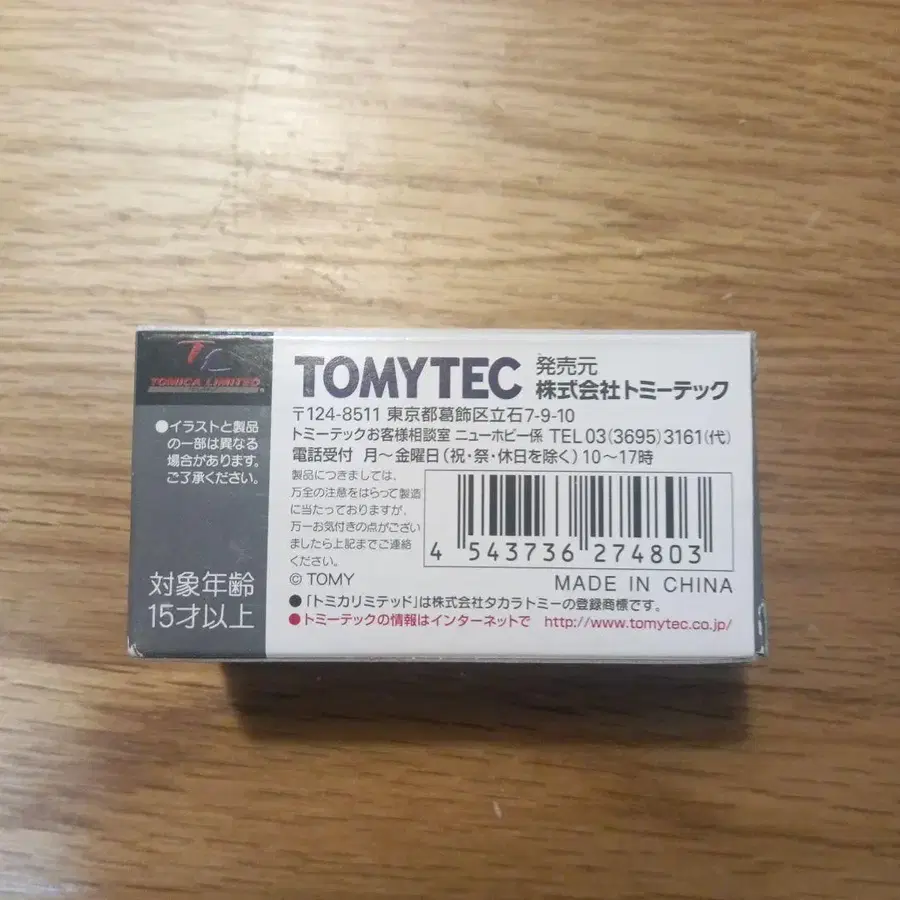 TC
TOMICA LIMITED
●イラストと製品
の一部は異なる
場合があります。
ご了承ください。
対象年齢
15才以上
TOMYTEC
発売元
株式会社トミーテック
〒124-8511 東京都葛飾区立石7-9-10
トミーテックお客様相談室 ニューホビー係 TEL 03(3695)3161(代)
電話受付 月〜金曜日(祝・祭・休日を除く)10〜17時
製品につきましては、
万全の注意をはらって製造
に当たっておりますが、
万一お気付きの点がござい
ましたら上記までご連絡
ください。
© TOMY
4 543736 274803
MADE IN CHINA
●「トミカリミテッド」は株式会社タカラトミーの登録商標です。
●トミーテックの情報はインターネットで http://www.tomytec.co.jp/